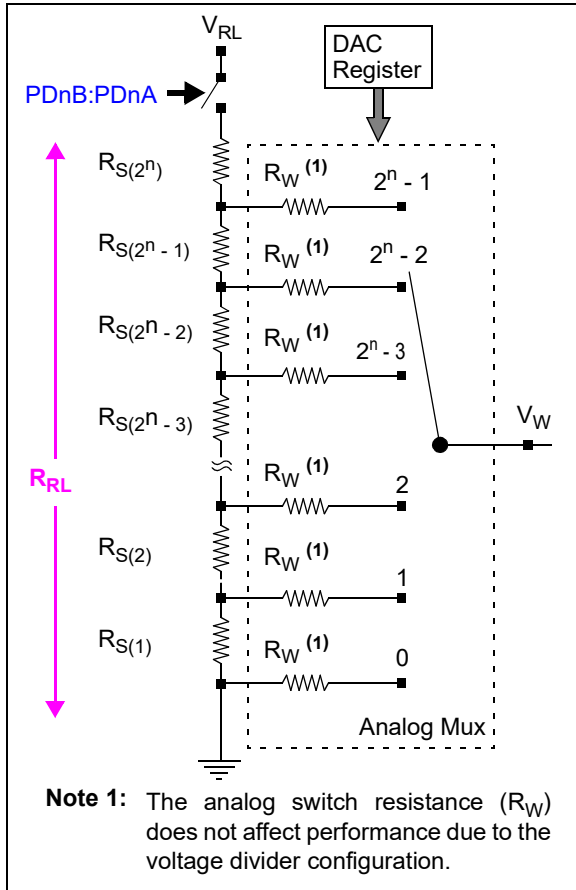 V_RL
DAC
Register
PDnB:PDnA
R_S(2^n)
R_W ^(1)
2^n - 1
R_S(2^n - 1)
R_W ^(1)
2^n - 2
R_S(2^n - 2)
R_W ^(1)
2^n - 3
R_S(2^n - 3)
V_W
R_RL
R_W ^(1)
2
R_S(2)
R_W ^(1)
1
R_S(1)
R_W ^(1)
0
Analog Mux
Note 1: The analog switch resistance (R_W)
does not affect performance due to the
voltage divider configuration.